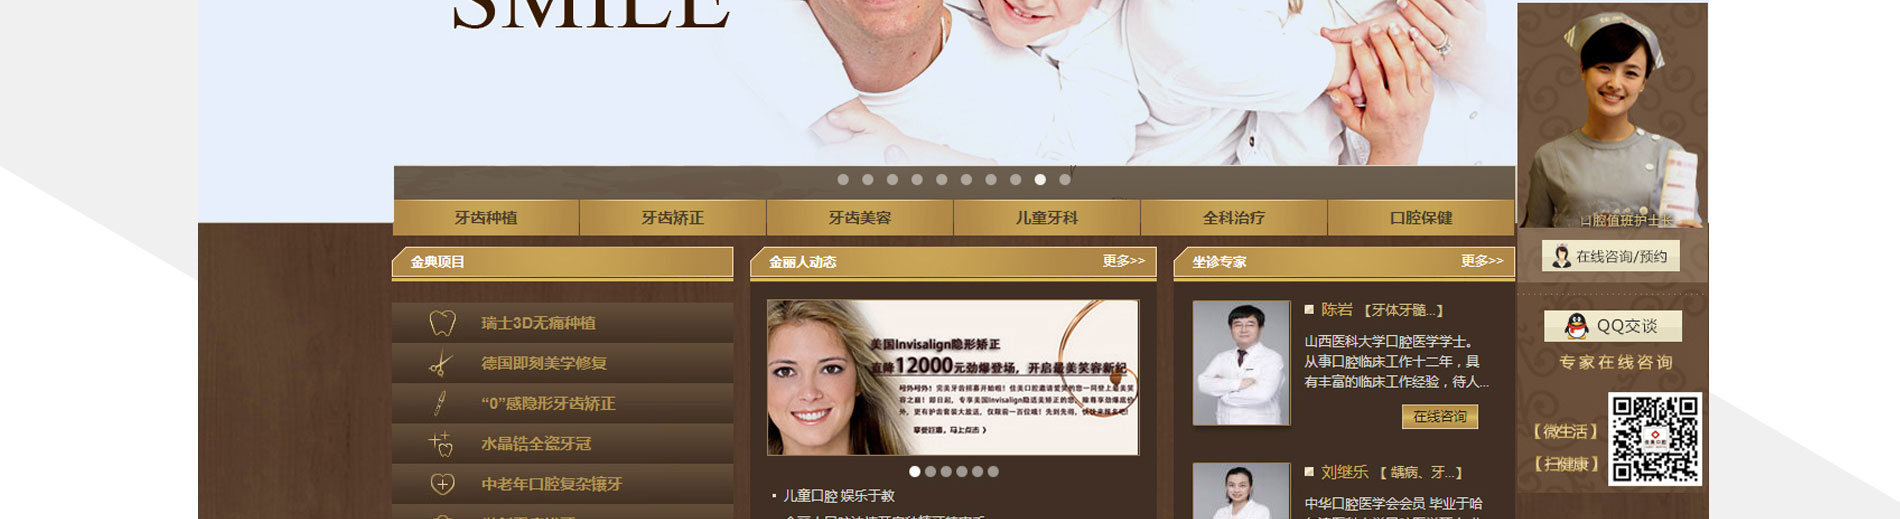 SMILE
牙齿种植
牙齿矫正
牙齿美容
儿童牙科
全科治疗
口腔保健
口腔值班护士长
在线咨询/预约
QQ交谈
专家在线咨询
【微生活】
【扫健康】
金典项目
瑞士3D无痛种植
德国即刻美学修复
“0”感隐形牙齿矫正
水晶锆全瓷牙冠
中老年口腔复杂镶牙
金丽人动态
更多>>
美国Invisalign隐形矫正
直降12000元劲爆登场，开启最美笑容新纪
享受巨惠，马上点击 》
儿童口腔 娱乐于教
坐诊专家
更多>>
陈岩 【牙体牙髓...】
山西医科大学口腔医学学士。
从事口腔临床工作十二年，具
有丰富的临床工作经验，待人...
在线咨询
刘继乐 【 龋病、牙...】
中华口腔医学会会员 毕业于哈